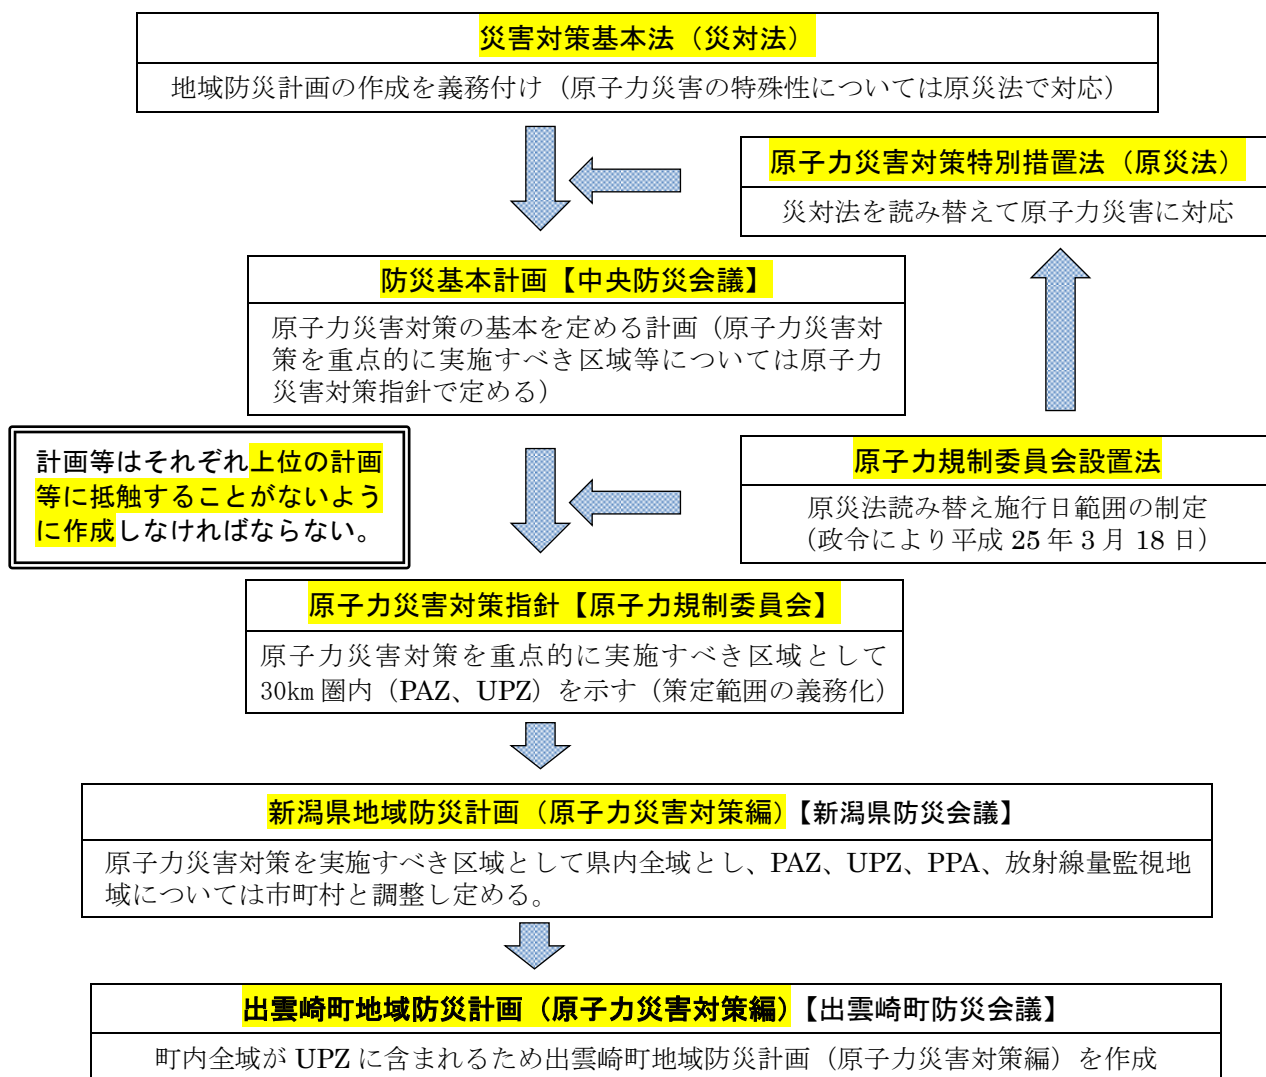 災害対策基本法（災対法）
地域防災計画の作成を義務付け（原子力災害の特殊性については原災法で対応）
原子力災害対策特別措置法（原災法）
災対法を読み替えて原子力災害に対応
防災基本計画【中央防災会議】
原子力災害対策の基本を定める計画（原子力災害対
策を重点的に実施すべき区域等については原子力
災害対策指針で定める）
計画等はそれぞれ上位の計画
等に抵触することがないよう
に作成しなければならない。
原子力規制委員会設置法
原災法読み替え施行日範囲の制定
（政令により平成 25 年 3 月 18 日）
原子力災害対策指針【原子力規制委員会】
原子力災害対策を重点的に実施すべき区域として
30km 圏内（PAZ、UPZ）を示す（策定範囲の義務化）
新潟県地域防災計画（原子力災害対策編）【新潟県防災会議】
原子力災害対策を実施すべき区域として県内全域とし、PAZ、UPZ、PPA、放射線量監視地
域については市町村と調整し定める。
出雲崎町地域防災計画（原子力災害対策編）【出雲崎町防災会議】
町内全域が UPZ に含まれるため出雲崎町地域防災計画（原子力災害対策編）を作成